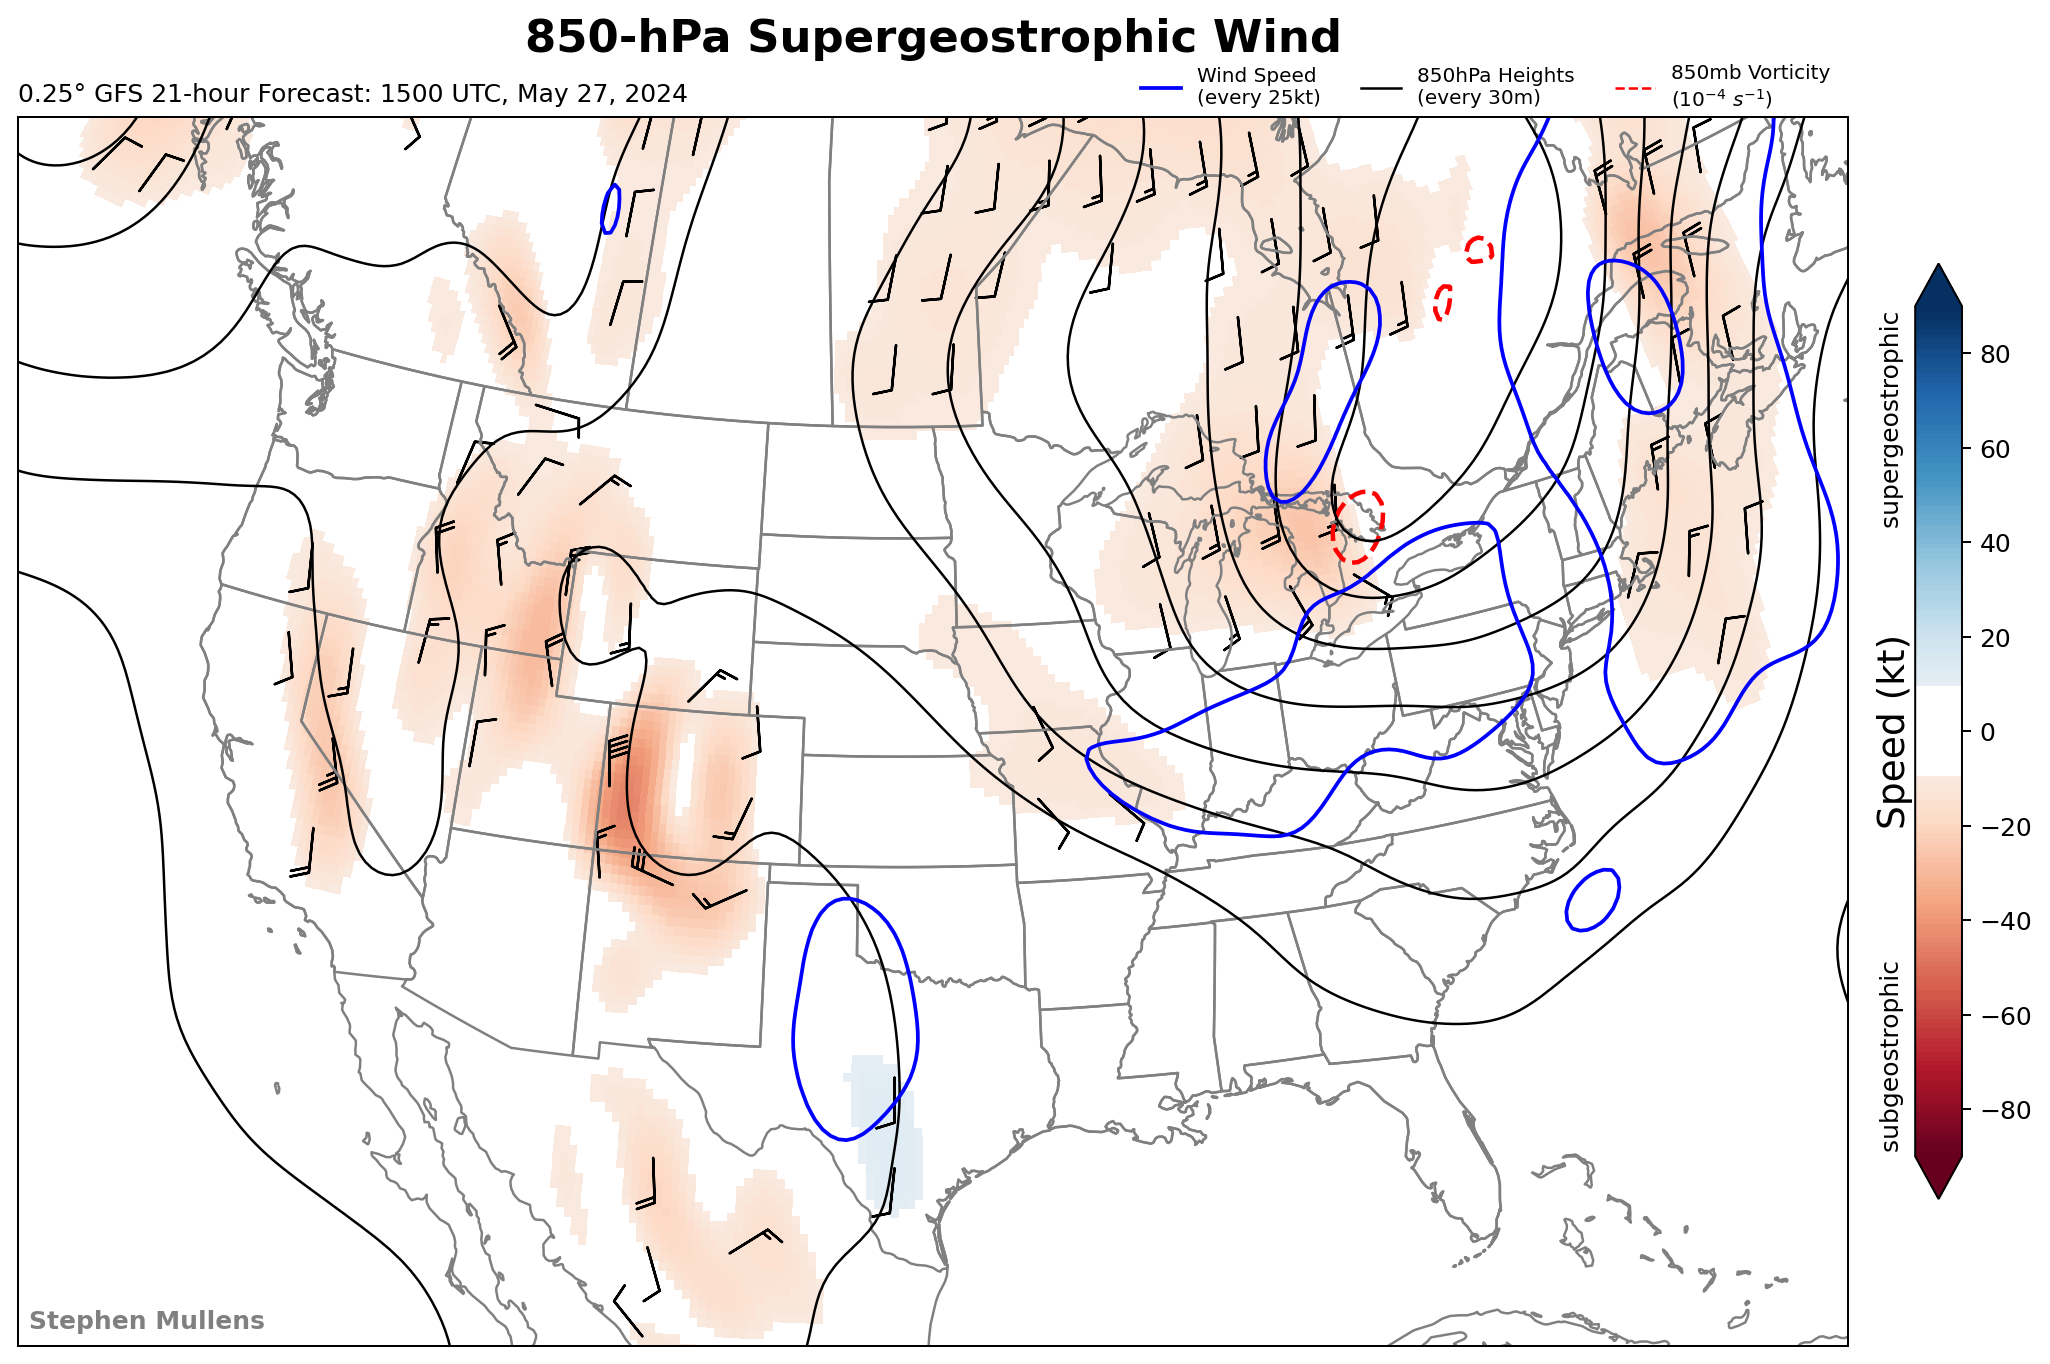 850-hPa Supergeostrophic Wind
0.25° GFS 21-hour Forecast: 1500 UTC, May 27, 2024
Wind Speed
(every 25kt)
850hPa Heights
(every 30m)
850mb Vorticity
(10⁻⁴ s⁻¹)
supergeostrophic
Speed (kt)
subgeostrophic
80
60
40
20
0
−20
−40
−60
−80
Stephen Mullens